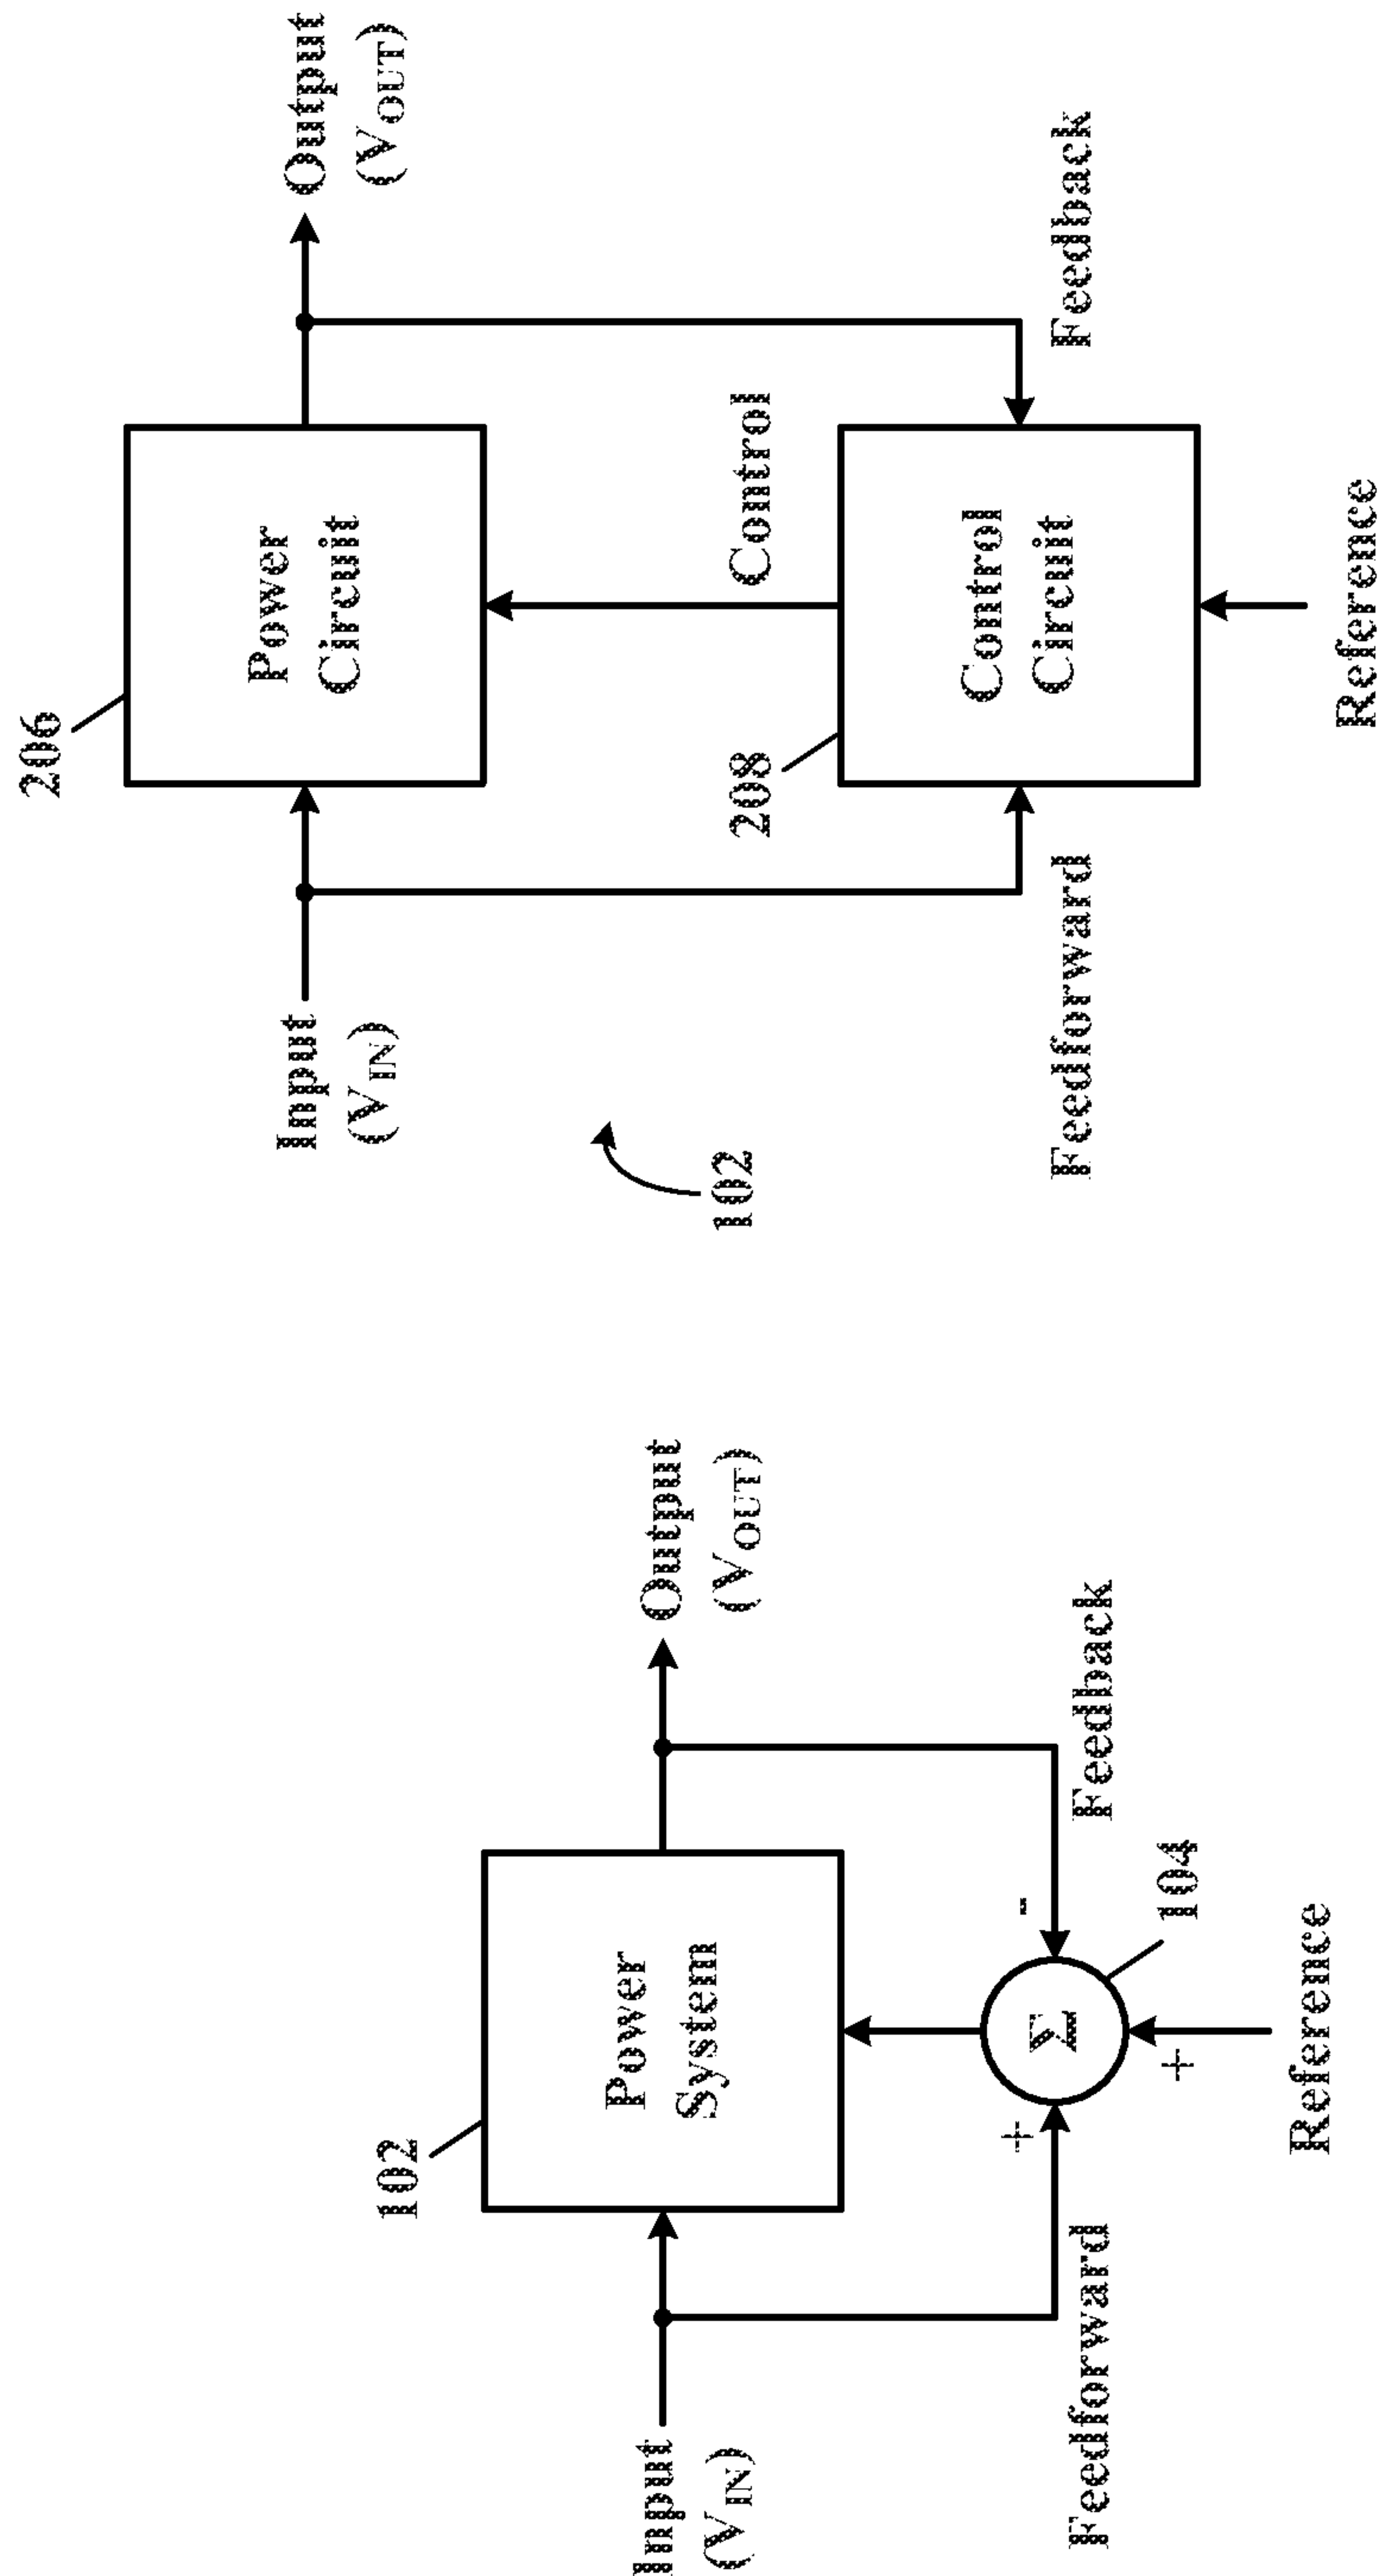 102
Power
System
Input
(VIN)
Output
(VOUT)
Feedforward
+
Σ
-
+
Feedback
104
Reference
206
Power
Circuit
Input
(VIN)
Output
(VOUT)
Control
208
Control
Circuit
102
Feedforward
Feedback
Reference